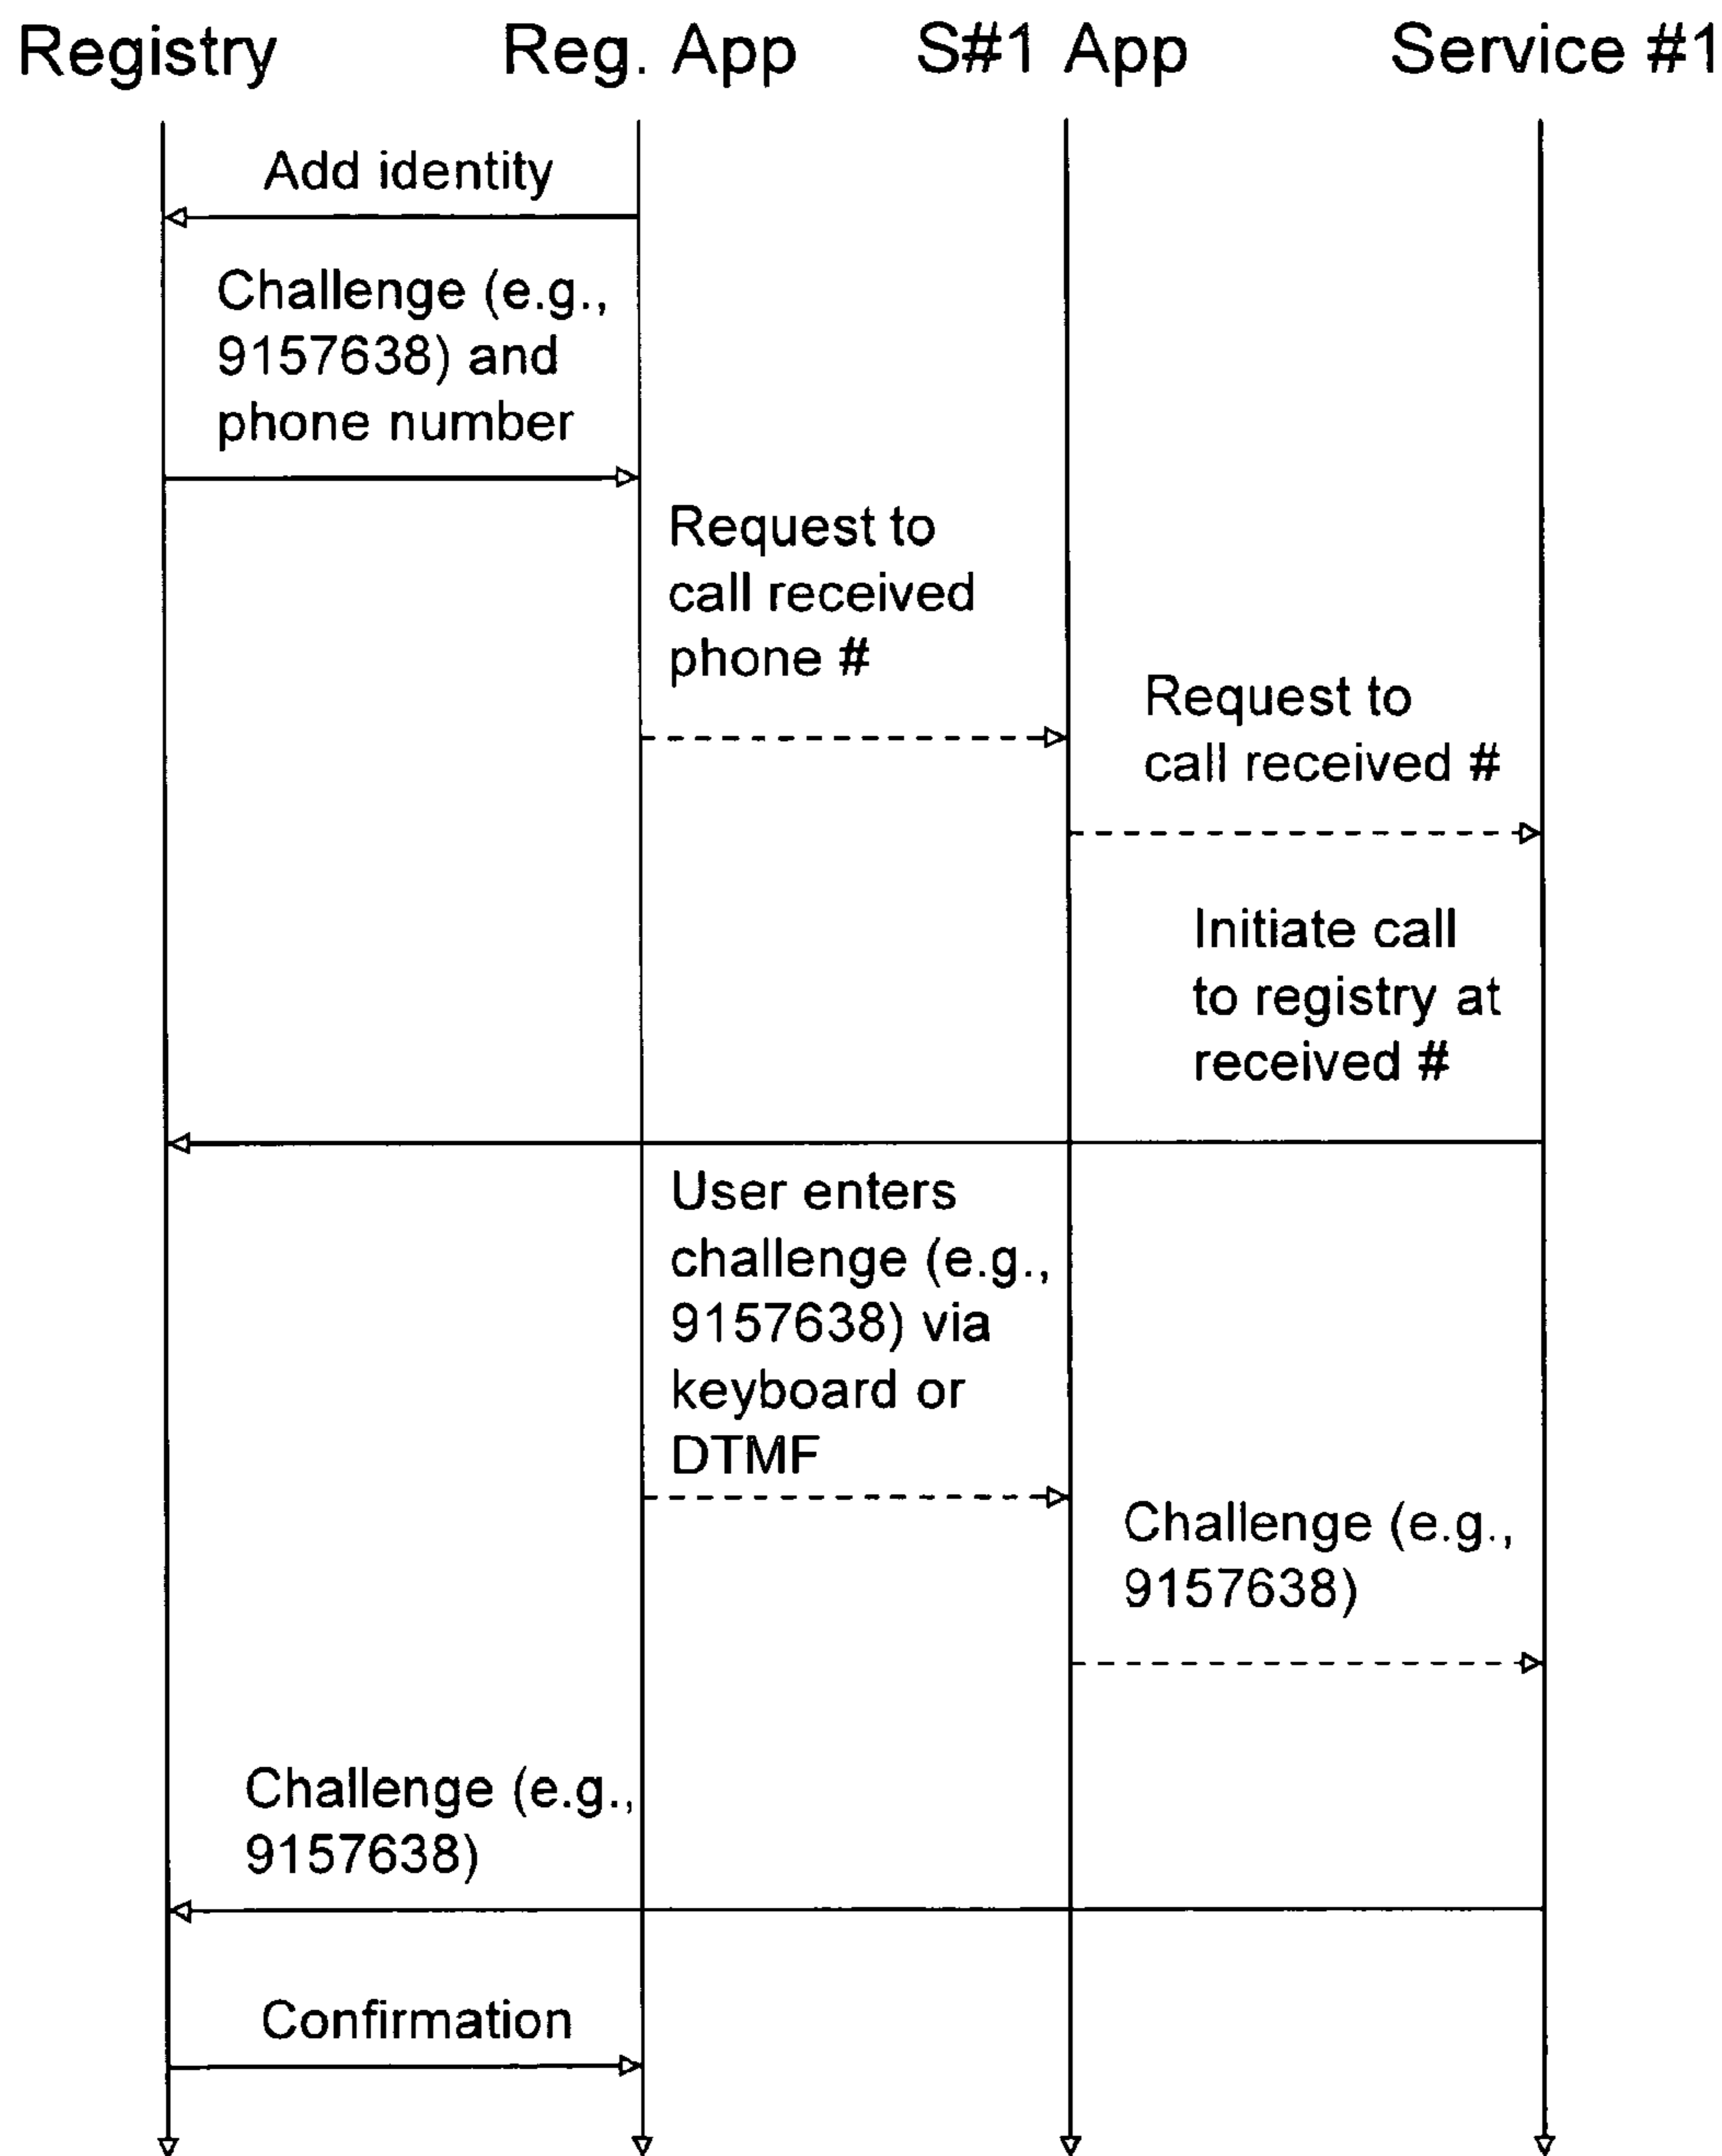 Registry
Reg. App
S#1 App
Service #1
Add identity
Challenge (e.g.,
9157638) and
phone number
Request to
call received
phone #
Request to
call received #
Initiate call
to registry at
received #
User enters
challenge (e.g.,
9157638) via
keyboard or
DTMF
Challenge (e.g.,
9157638)
Challenge (e.g.,
9157638)
Confirmation